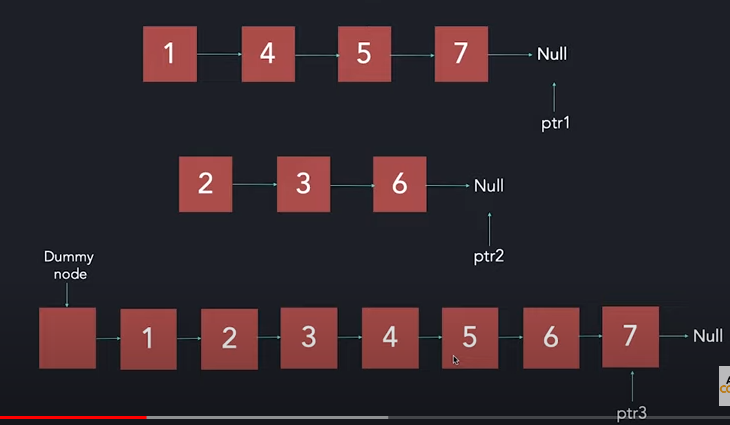 1 4 5 7 Null
ptr1
2 3 6 Null
ptr2
Dummy
node
1 2 3 4 5 6 7 Null
ptr3